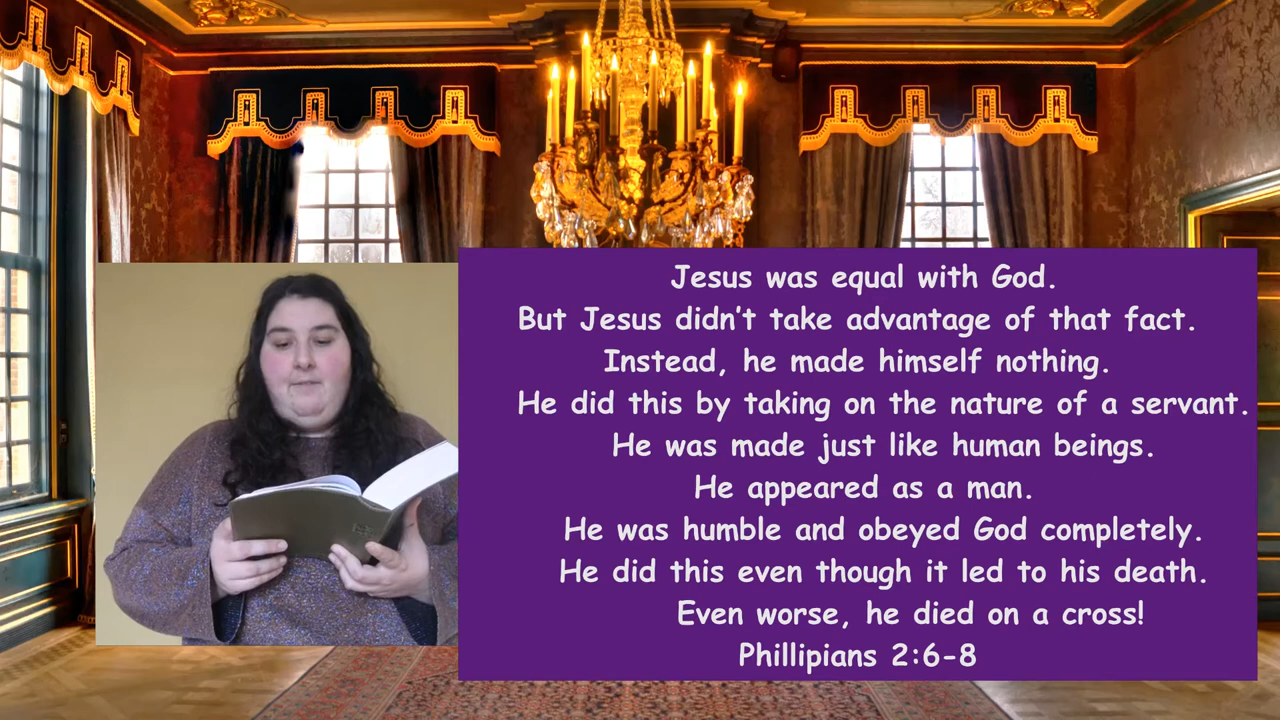 Jesus was equal with God.
But Jesus didn't take advantage of that fact.
Instead, he made himself nothing.
He did this by taking on the nature of a servant.
He was made just like human beings.
He appeared as a man.
He was humble and obeyed God completely.
He did this even though it led to his death.
Even worse, he died on a cross!
Phillipians 2:6-8